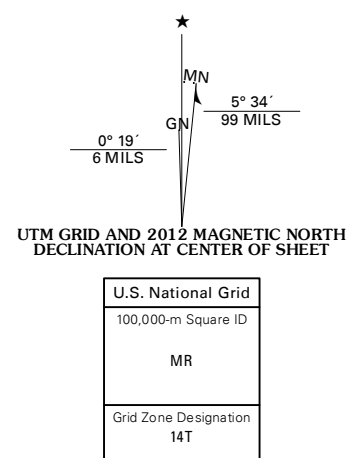 ★
MN
5° 34´
99 MILS
GN
0° 19´
6 MILS
UTM GRID AND 2012 MAGNETIC NORTH
DECLINATION AT CENTER OF SHEET
U.S. National Grid
100,000-m Square ID
MR
Grid Zone Designation
14T